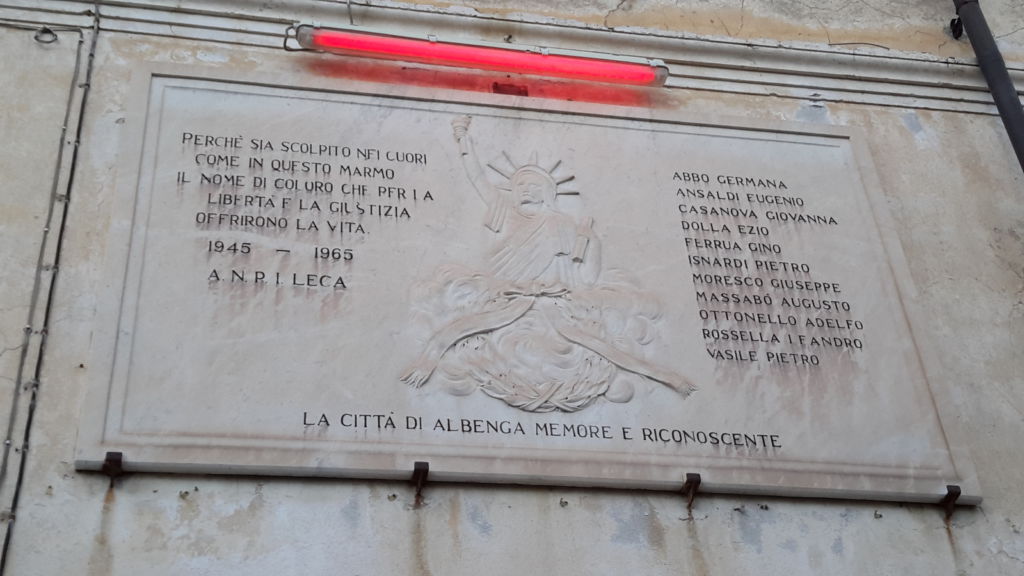 PERCHÈ SIA SCOLPITO NEI CUORI
COME IN QUESTO MARMO
IL NOME DI COLORO CHE PER LA
LIBERTÀ E LA GIUSTIZIA
OFFRIRONO LA VITA.
1945 – 1965
A.N.P.I. LECA
ABBO GERMANA
ANSALDI EUGENIO
CASANOVA GIOVANNA
DOLLA EZIO
FERRUA GINO
ISNARDI PIETRO
MORESCO GIUSEPPE
MASSABÒ AUGUSTO
OTTONELLO ADELFO
ROSSELLA LEANDRO
VASILE PIETRO
LA CITTÀ DI ALBENGA MEMORE E RICONOSCENTE